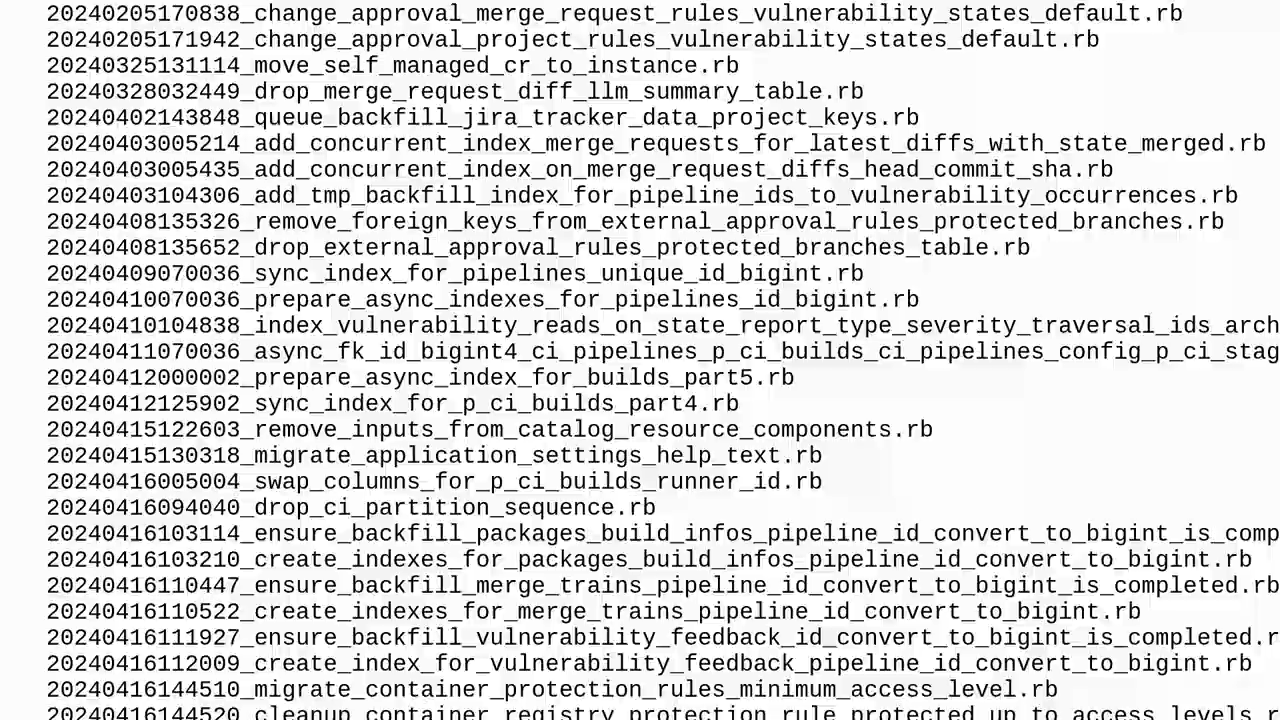 20240205170838_change_approval_merge_request_rules_vulnerability_states_default.rb
20240205171942_change_approval_project_rules_vulnerability_states_default.rb
20240325131114_move_self_managed_cr_to_instance.rb
20240328032449_drop_merge_request_diff_llm_summary_table.rb
20240402143848_queue_backfill_jira_tracker_data_project_keys.rb
20240403005214_add_concurrent_index_merge_requests_for_latest_diffs_with_state_merged.rb
20240403005435_add_concurrent_index_on_merge_request_diffs_head_commit_sha.rb
20240403104306_add_tmp_backfill_index_for_pipeline_ids_to_vulnerability_occurrences.rb
20240408135326_remove_foreign_keys_from_external_approval_rules_protected_branches.rb
20240408135652_drop_external_approval_rules_protected_branches_table.rb
20240409070036_sync_index_for_pipelines_unique_id_bigint.rb
20240410070036_prepare_async_indexes_for_pipelines_id_bigint.rb
20240410104838_index_vulnerability_reads_on_state_report_type_severity_traversal_ids_arch
20240411070036_async_fk_id_bigint4_ci_pipelines_p_ci_builds_ci_pipelines_config_p_ci_stag
20240412000002_prepare_async_index_for_builds_part5.rb
20240412125902_sync_index_for_p_ci_builds_part4.rb
20240415122603_remove_inputs_from_catalog_resource_components.rb
20240415130318_migrate_application_settings_help_text.rb
20240416005004_swap_columns_for_p_ci_builds_runner_id.rb
20240416094040_drop_ci_partition_sequence.rb
20240416103114_ensure_backfill_packages_build_infos_pipeline_id_convert_to_bigint_is_comp
20240416103210_create_indexes_for_packages_build_infos_pipeline_id_convert_to_bigint.rb
20240416110447_ensure_backfill_merge_trains_pipeline_id_convert_to_bigint_is_completed.rb
20240416110522_create_indexes_for_merge_trains_pipeline_id_convert_to_bigint.rb
20240416111927_ensure_backfill_vulnerability_feedback_id_convert_to_bigint_is_completed.r
20240416112009_create_index_for_vulnerability_feedback_pipeline_id_convert_to_bigint.rb
20240416144510_migrate_container_protection_rules_minimum_access_level.rb
20240416144520_cleanup_container_registry_protection_rule_protected_up_to_access_levels_r